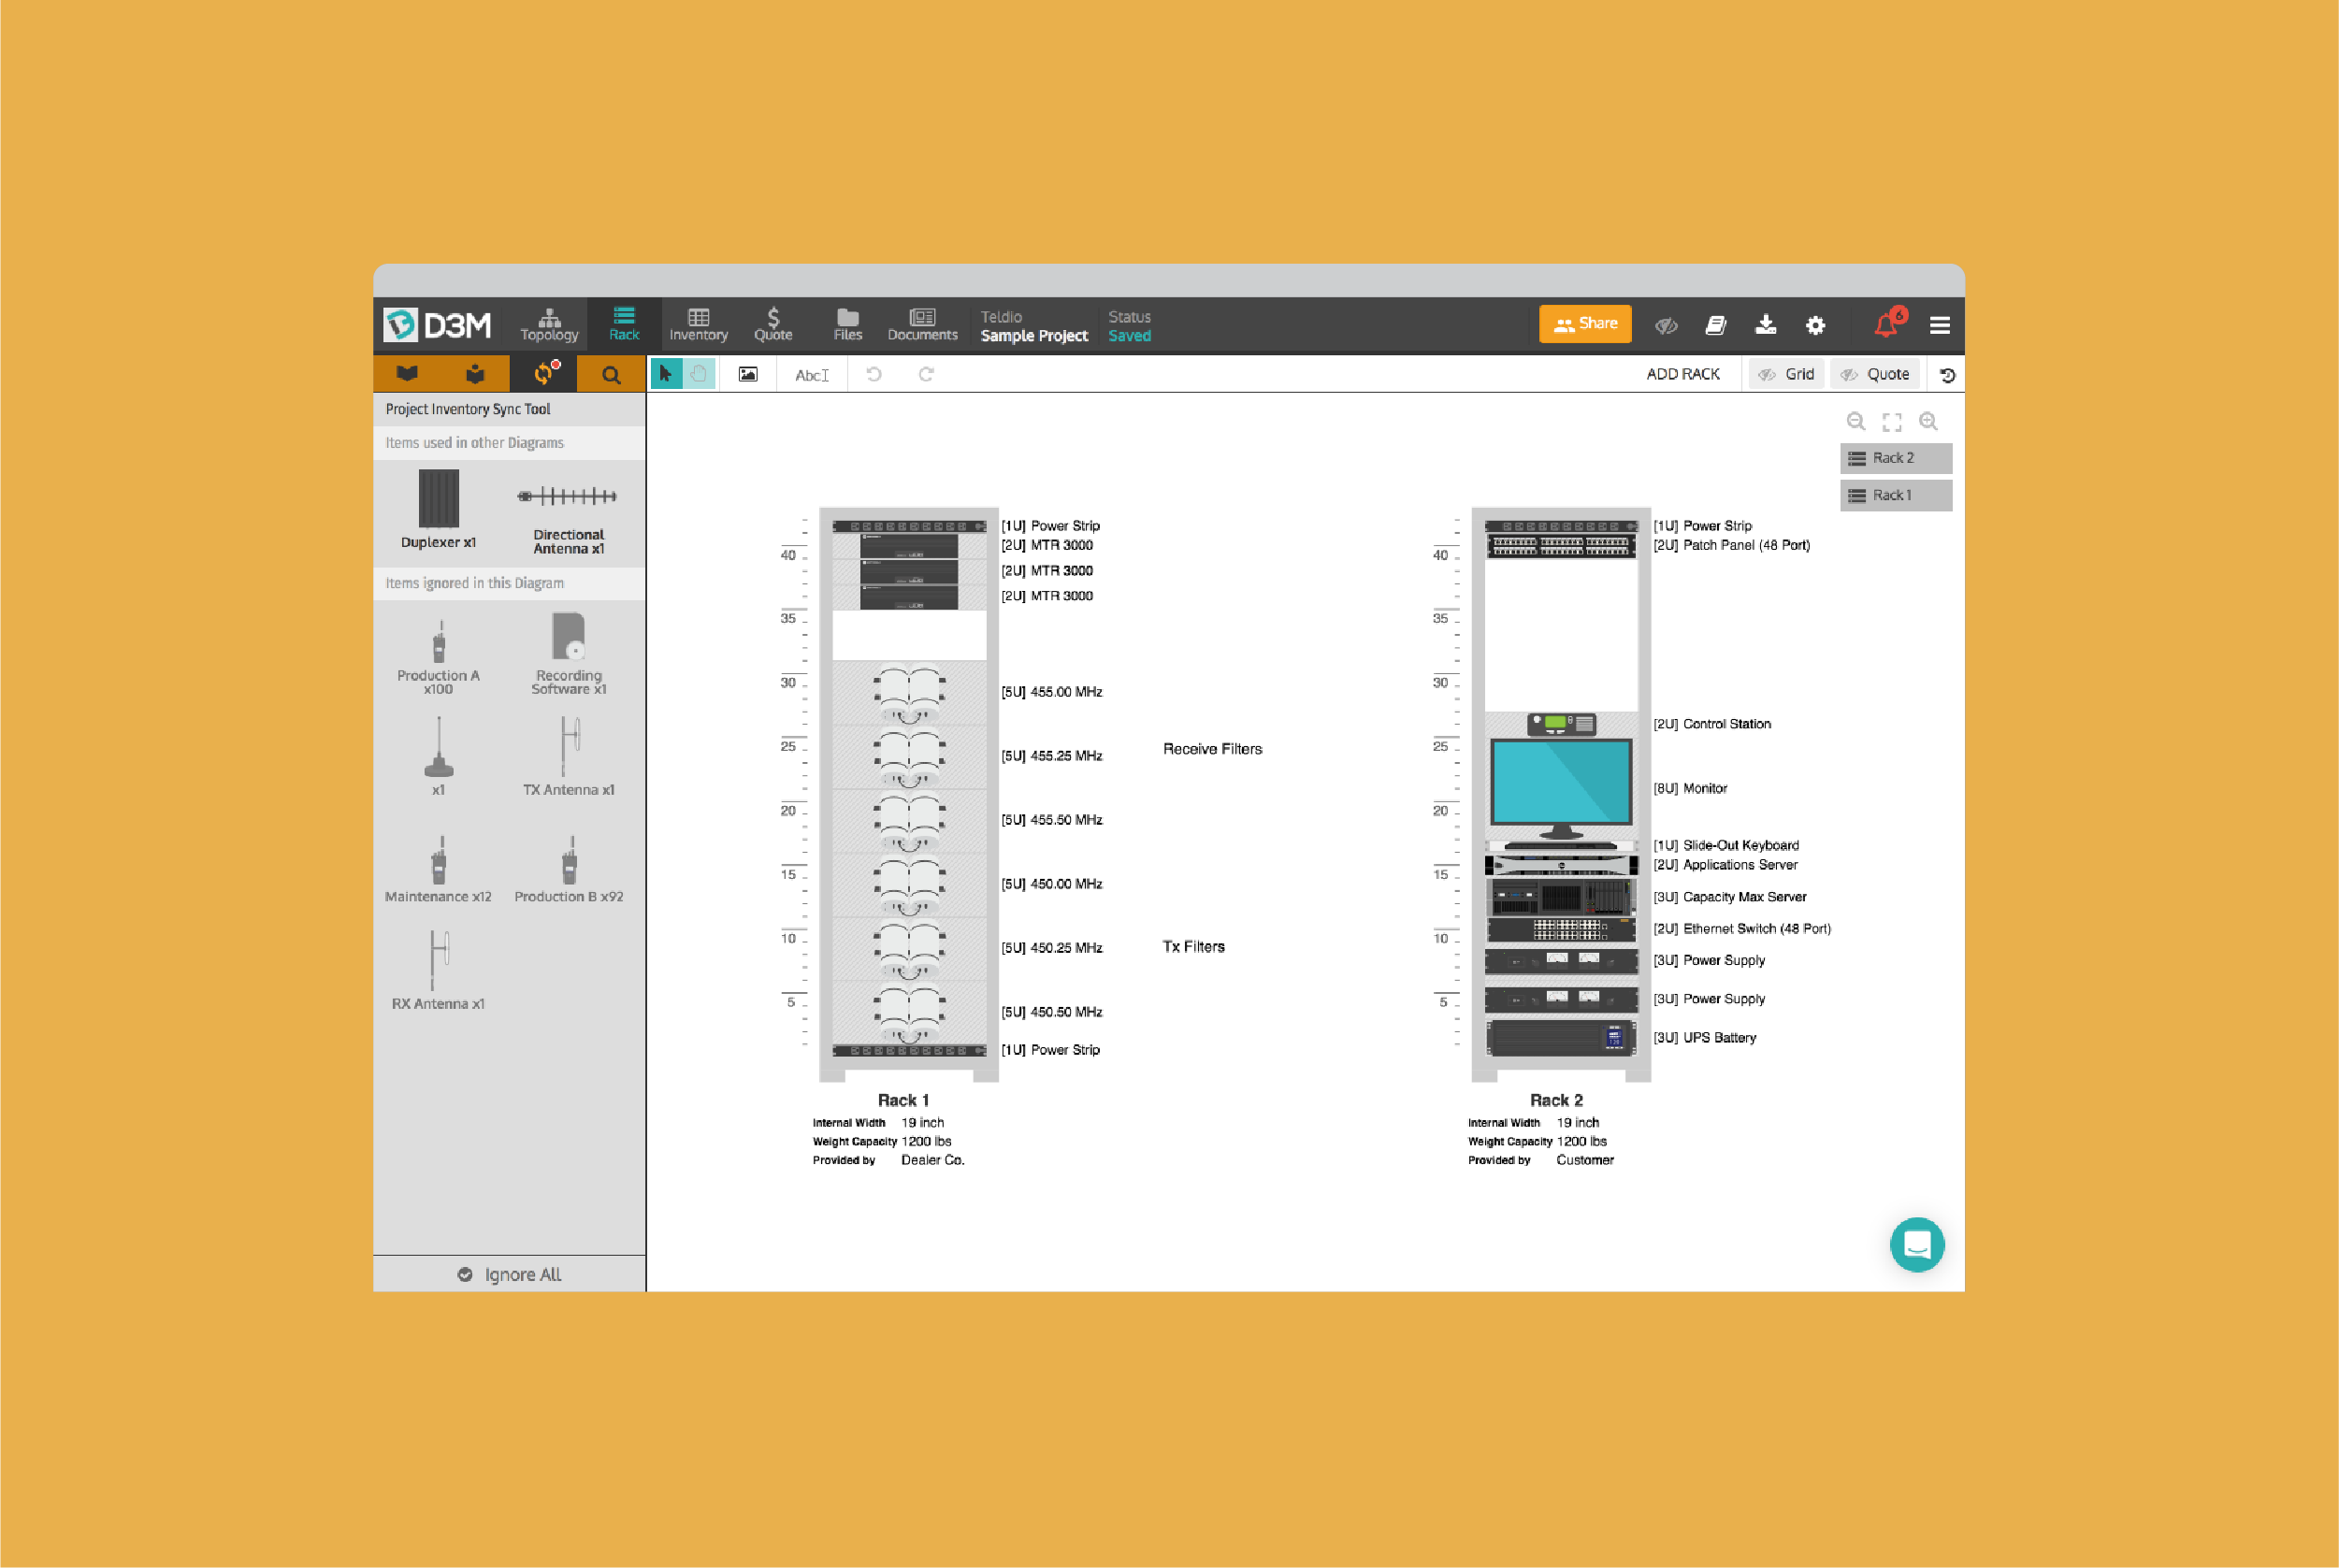 D3M
Topology
Rack
Inventory
Quote
Files
Documents
Teldio
Sample Project
Status
Saved
Share
6
Abc
ADD RACK
Grid
Quote
Project Inventory Sync Tool
Items used in other Diagrams
Duplexer x1
Directional
Antenna x1
Items ignored in this Diagram
Production A
x100
Recording
Software x1
x1
TX Antenna x1
Maintenance x12
Production B x92
RX Antenna x1
Ignore All
Rack 2
Rack 1
40
35
30
25
20
15
10
5
[1U] Power Strip
[2U] MTR 3000
[2U] MTR 3000
[2U] MTR 3000
[5U] 455.00 MHz
[5U] 455.25 MHz
[5U] 455.50 MHz
[5U] 450.00 MHz
[5U] 450.25 MHz
[5U] 450.50 MHz
[1U] Power Strip
Receive Filters
Tx Filters
Rack 1
Internal Width 19 inch
Weight Capacity 1200 lbs
Provided by Dealer Co.
40
35
30
25
20
15
10
5
[1U] Power Strip
[2U] Patch Panel (48 Port)
[2U] Control Station
[8U] Monitor
[1U] Slide-Out Keyboard
[2U] Applications Server
[3U] Capacity Max Server
[2U] Ethernet Switch (48 Port)
[3U] Power Supply
[3U] Power Supply
[3U] UPS Battery
Rack 2
Internal Width 19 inch
Weight Capacity 1200 lbs
Provided by Customer